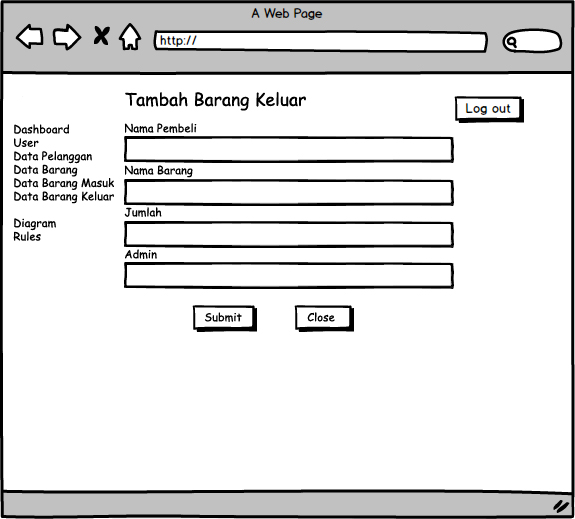 A Web Page
http://
Tambah Barang Keluar
Log out
Dashboard
User
Data Pelanggan
Data Barang
Data Barang Masuk
Data Barang Keluar
Diagram
Rules
Nama Pembeli
Nama Barang
Jumlah
Admin
Submit
Close